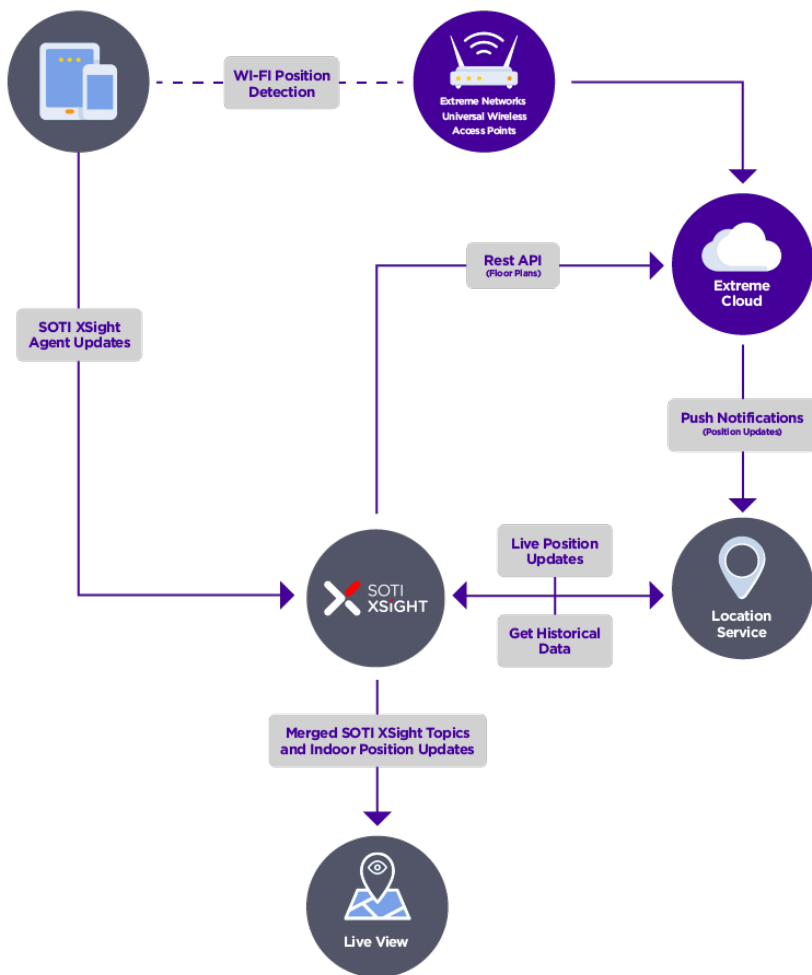 WI-FI Position
Detection
Extreme Networks
Universal Wireless
Access Points
Rest API
(Floor Plans)
Extreme
Cloud
SOTI XSight
Agent Updates
Push Notifications
(Position Updates)
Live Position
Updates
SOTI
XSiGHT
Get Historical
Data
Location
Service
Merged SOTI XSight Topics
and Indoor Position Updates
Live View